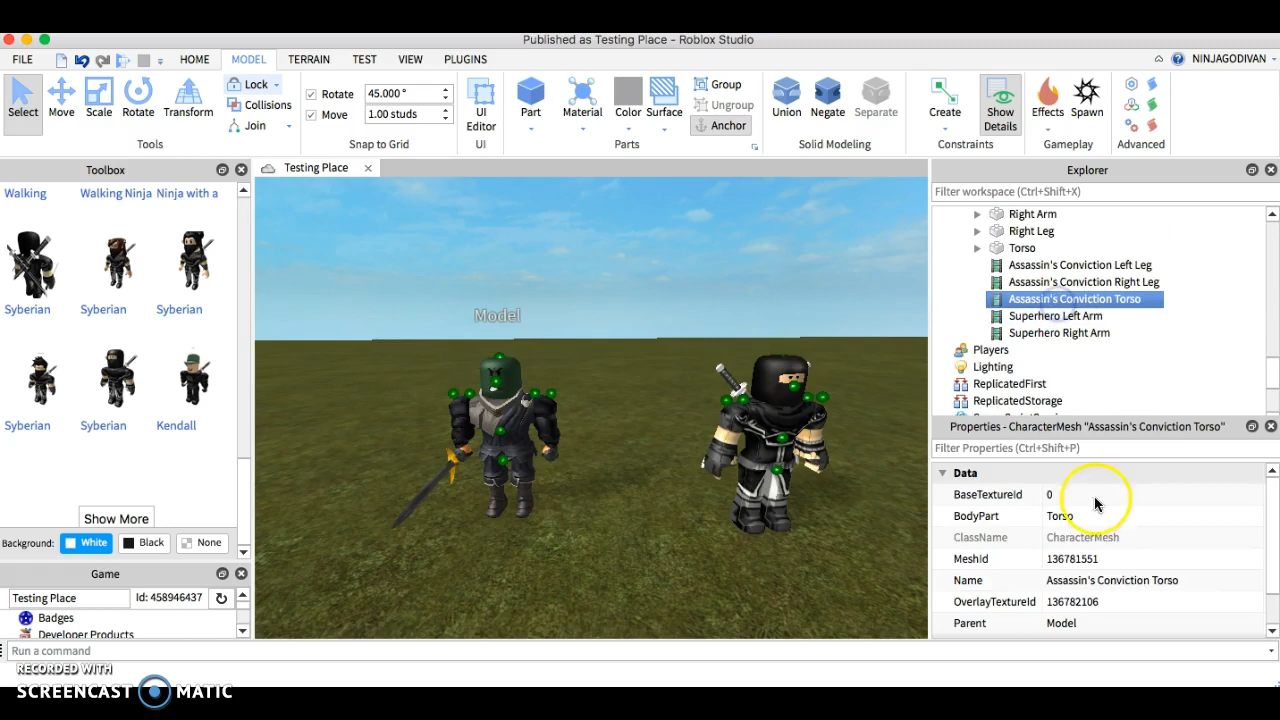 Published as Testing Place - Roblox Studio
FILE HOME MODEL TERRAIN TEST VIEW PLUGINS NINJAGODIVAN
Select Move Scale Rotate Transform
Lock
Collisions
Join
Tools
Rotate 45.000 °
Move 1.00 studs
Snap to Grid
UI Editor
UI
Part Material Color Surface
Group
Ungroup
Anchor
Parts
Union Negate Separate
Solid Modeling
Create Show Details
Constraints
Effects Spawn
Gameplay
Advanced
Toolbox
Walking Walking Ninja Ninja with a
Syberian Syberian Syberian
Syberian Syberian Kendall
Show More
Background: White Black None
Game
Testing Place Id: 458946437
Badges
Developer Products
Testing Place
Model
Explorer
Filter workspace (Ctrl+Shift+X)
Right Arm
Right Leg
Torso
Assassin's Conviction Left Leg
Assassin's Conviction Right Leg
Assassin's Conviction Torso
Superhero Left Arm
Superhero Right Arm
Players
Lighting
ReplicatedFirst
ReplicatedStorage
Properties - CharacterMesh "Assassin's Conviction Torso"
Filter Properties (Ctrl+Shift+P)
Data
BaseTextureId 0
BodyPart Torso
ClassName CharacterMesh
MeshId 136781551
Name Assassin's Conviction Torso
OverlayTextureId 136782106
Parent Model
Run a command
RECORDED WITH
SCREENCAST MATIC